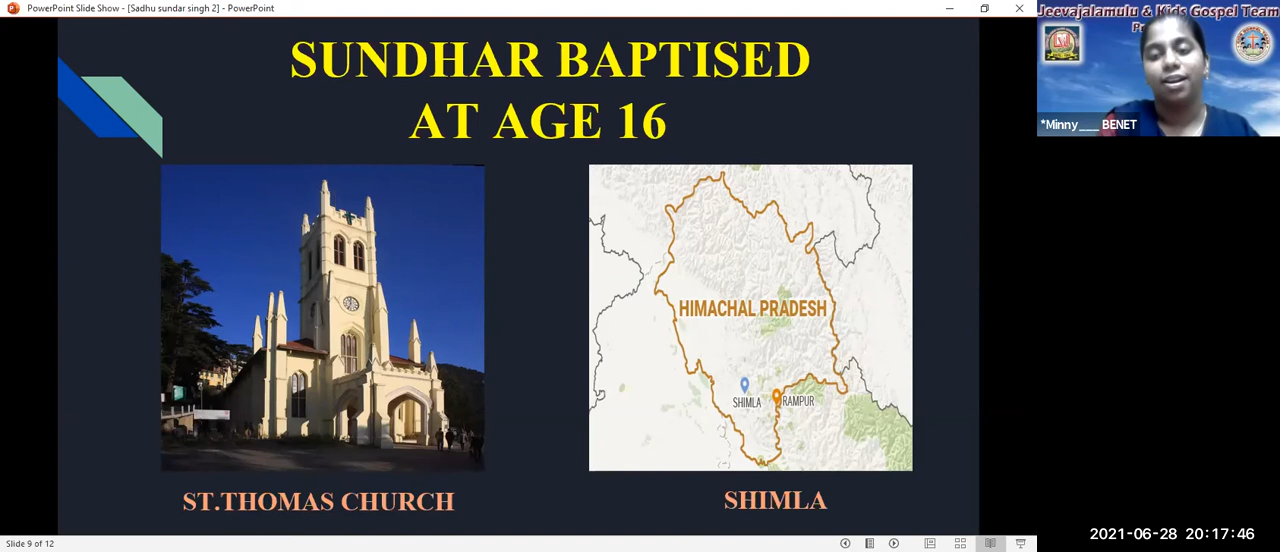 PowerPoint Slide Show - [Sadhu sundar singh 2] - PowerPoint
SUNDHAR BAPTISED
AT AGE 16
HIMACHAL PRADESH
SHIMLA
RAMPUR
ST.THOMAS CHURCH
SHIMLA
Slide 9 of 12
Jeevajalamulu & Kids Gospel Team
*Minny___ BENET
2021-06-28 20:17:46